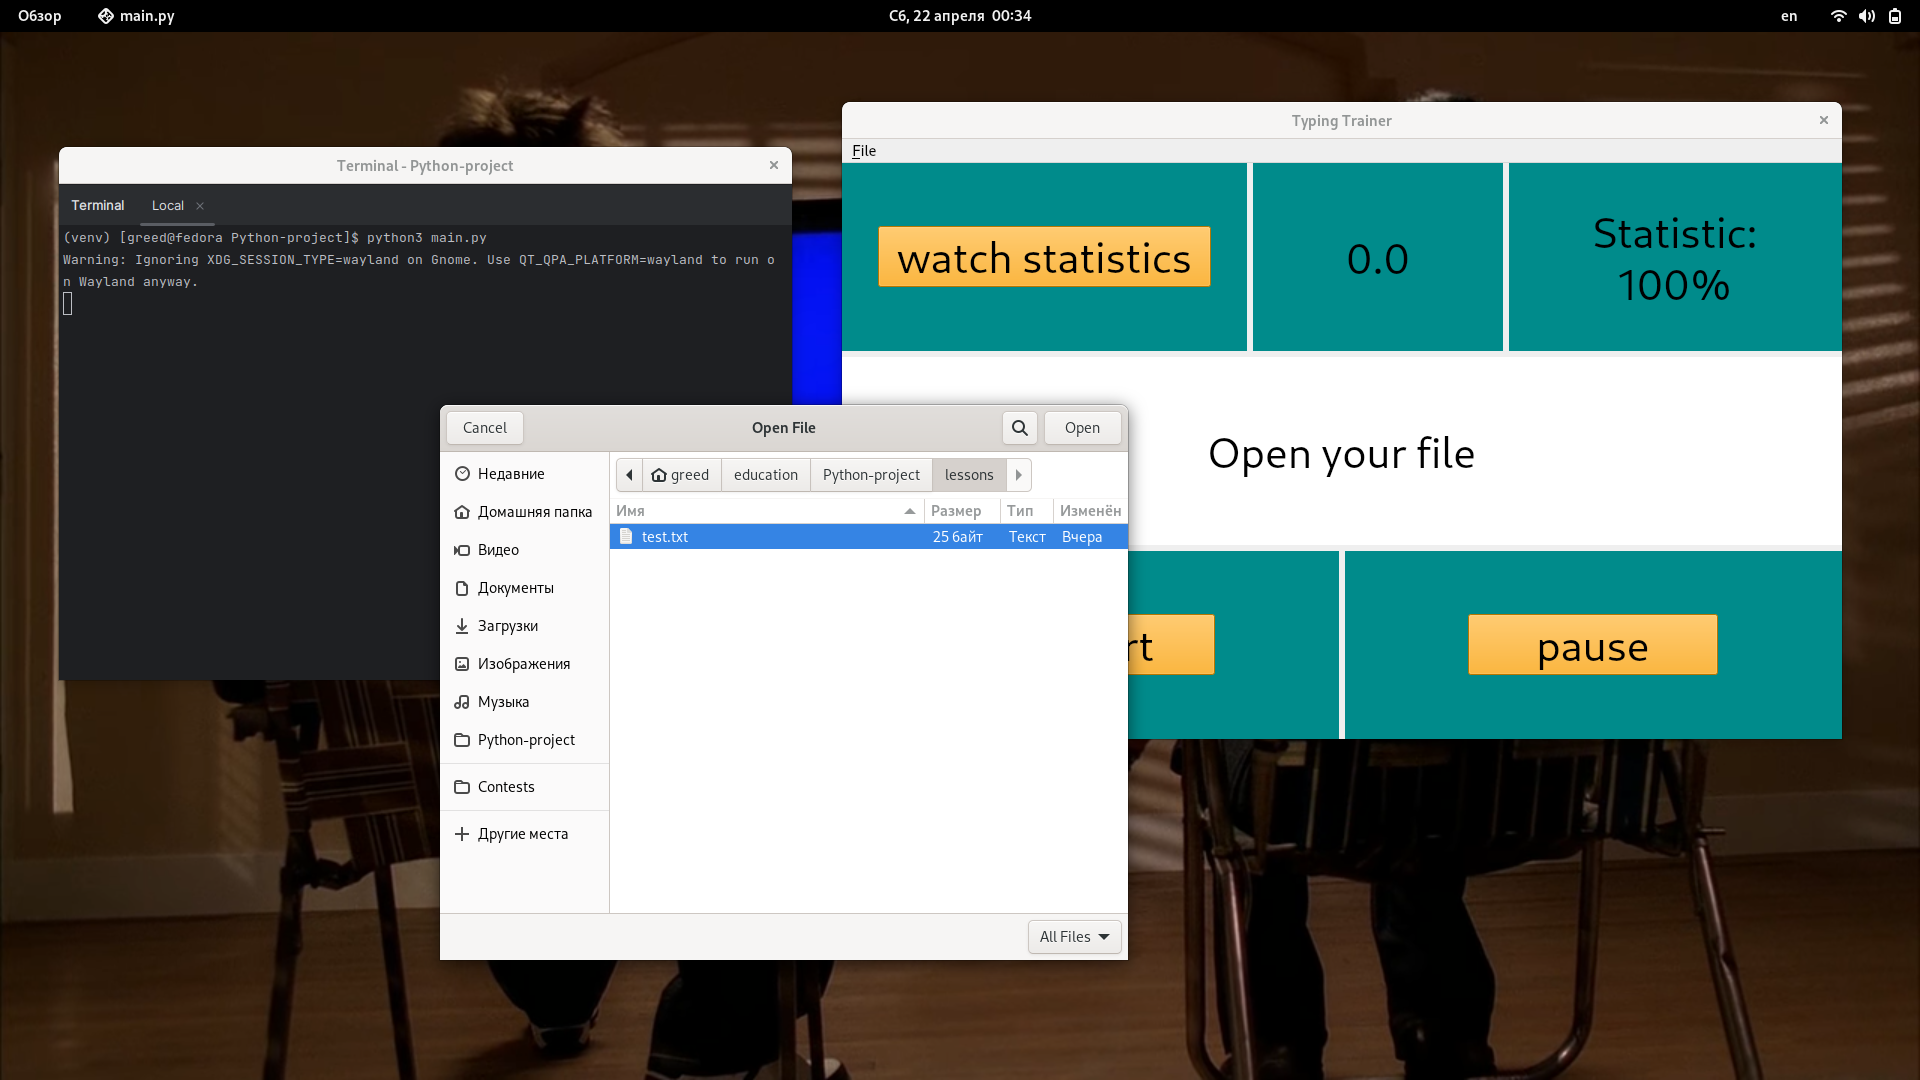 Обзор
main.py
Сб, 22 апреля 00:34
en
Terminal - Python-project
Terminal
Local
(venv) [greed@fedora Python-project]$ python3 main.py
Warning: Ignoring XDG_SESSION_TYPE=wayland on Gnome. Use QT_QPA_PLATFORM=wayland to run o
n Wayland anyway.
Typing Trainer
File
watch statistics
0.0
Statistic:
100%
Open your file
rt
pause
Cancel
Open File
Open
Недавние
Домашняя папка
Видео
Документы
Загрузки
Изображения
Музыка
Python-project
Contests
Другие места
greed
education
Python-project
lessons
Имя
Размер
Тип
Изменён
test.txt
25 байт
Текст
Вчера
All Files